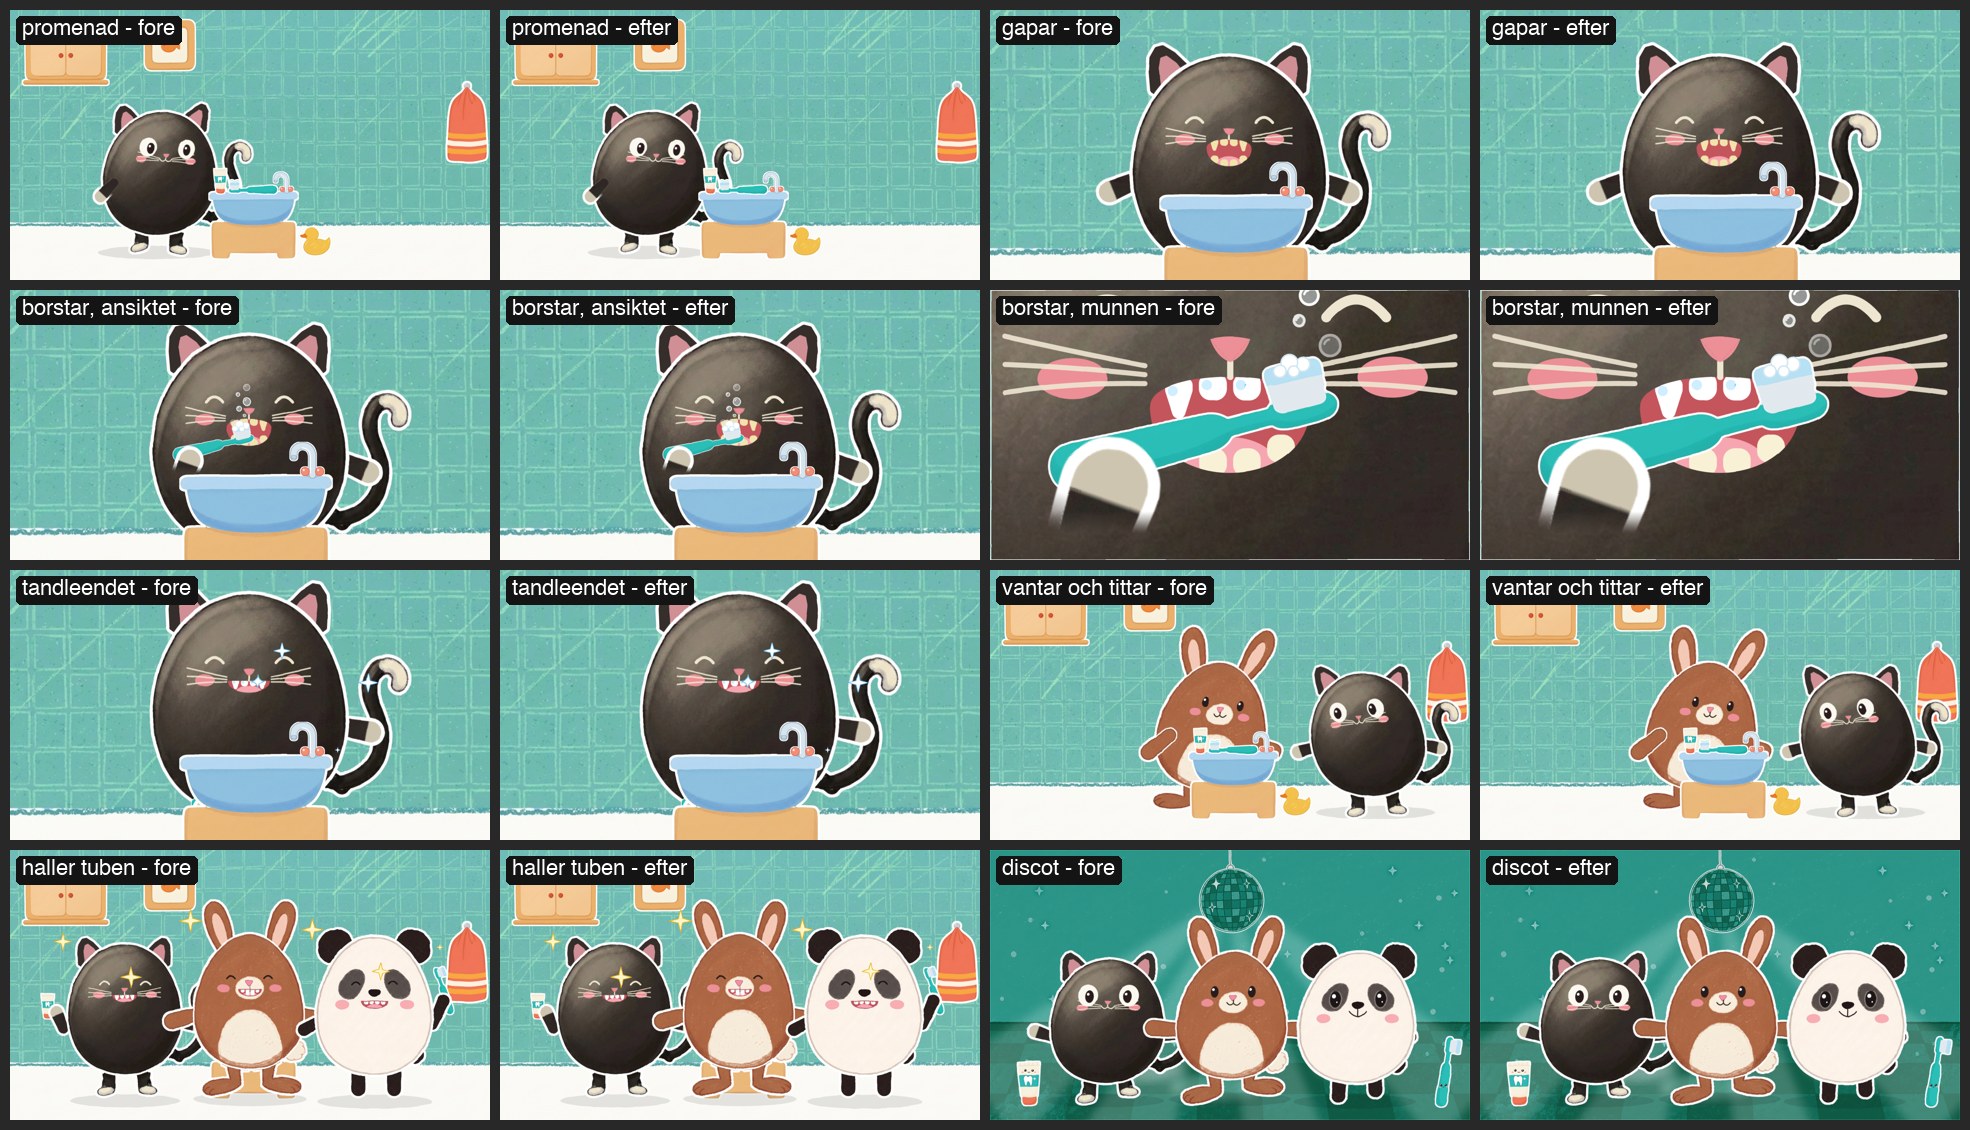 promenad - fore
promenad - efter
gapar - fore
gapar - efter
borstar, ansiktet - fore
borstar, ansiktet - efter
borstar, munnen - fore
borstar, munnen - efter
tandleendet - fore
tandleendet - efter
vantar och tittar - fore
vantar och tittar - efter
haller tuben - fore
haller tuben - efter
discot - fore
discot - efter